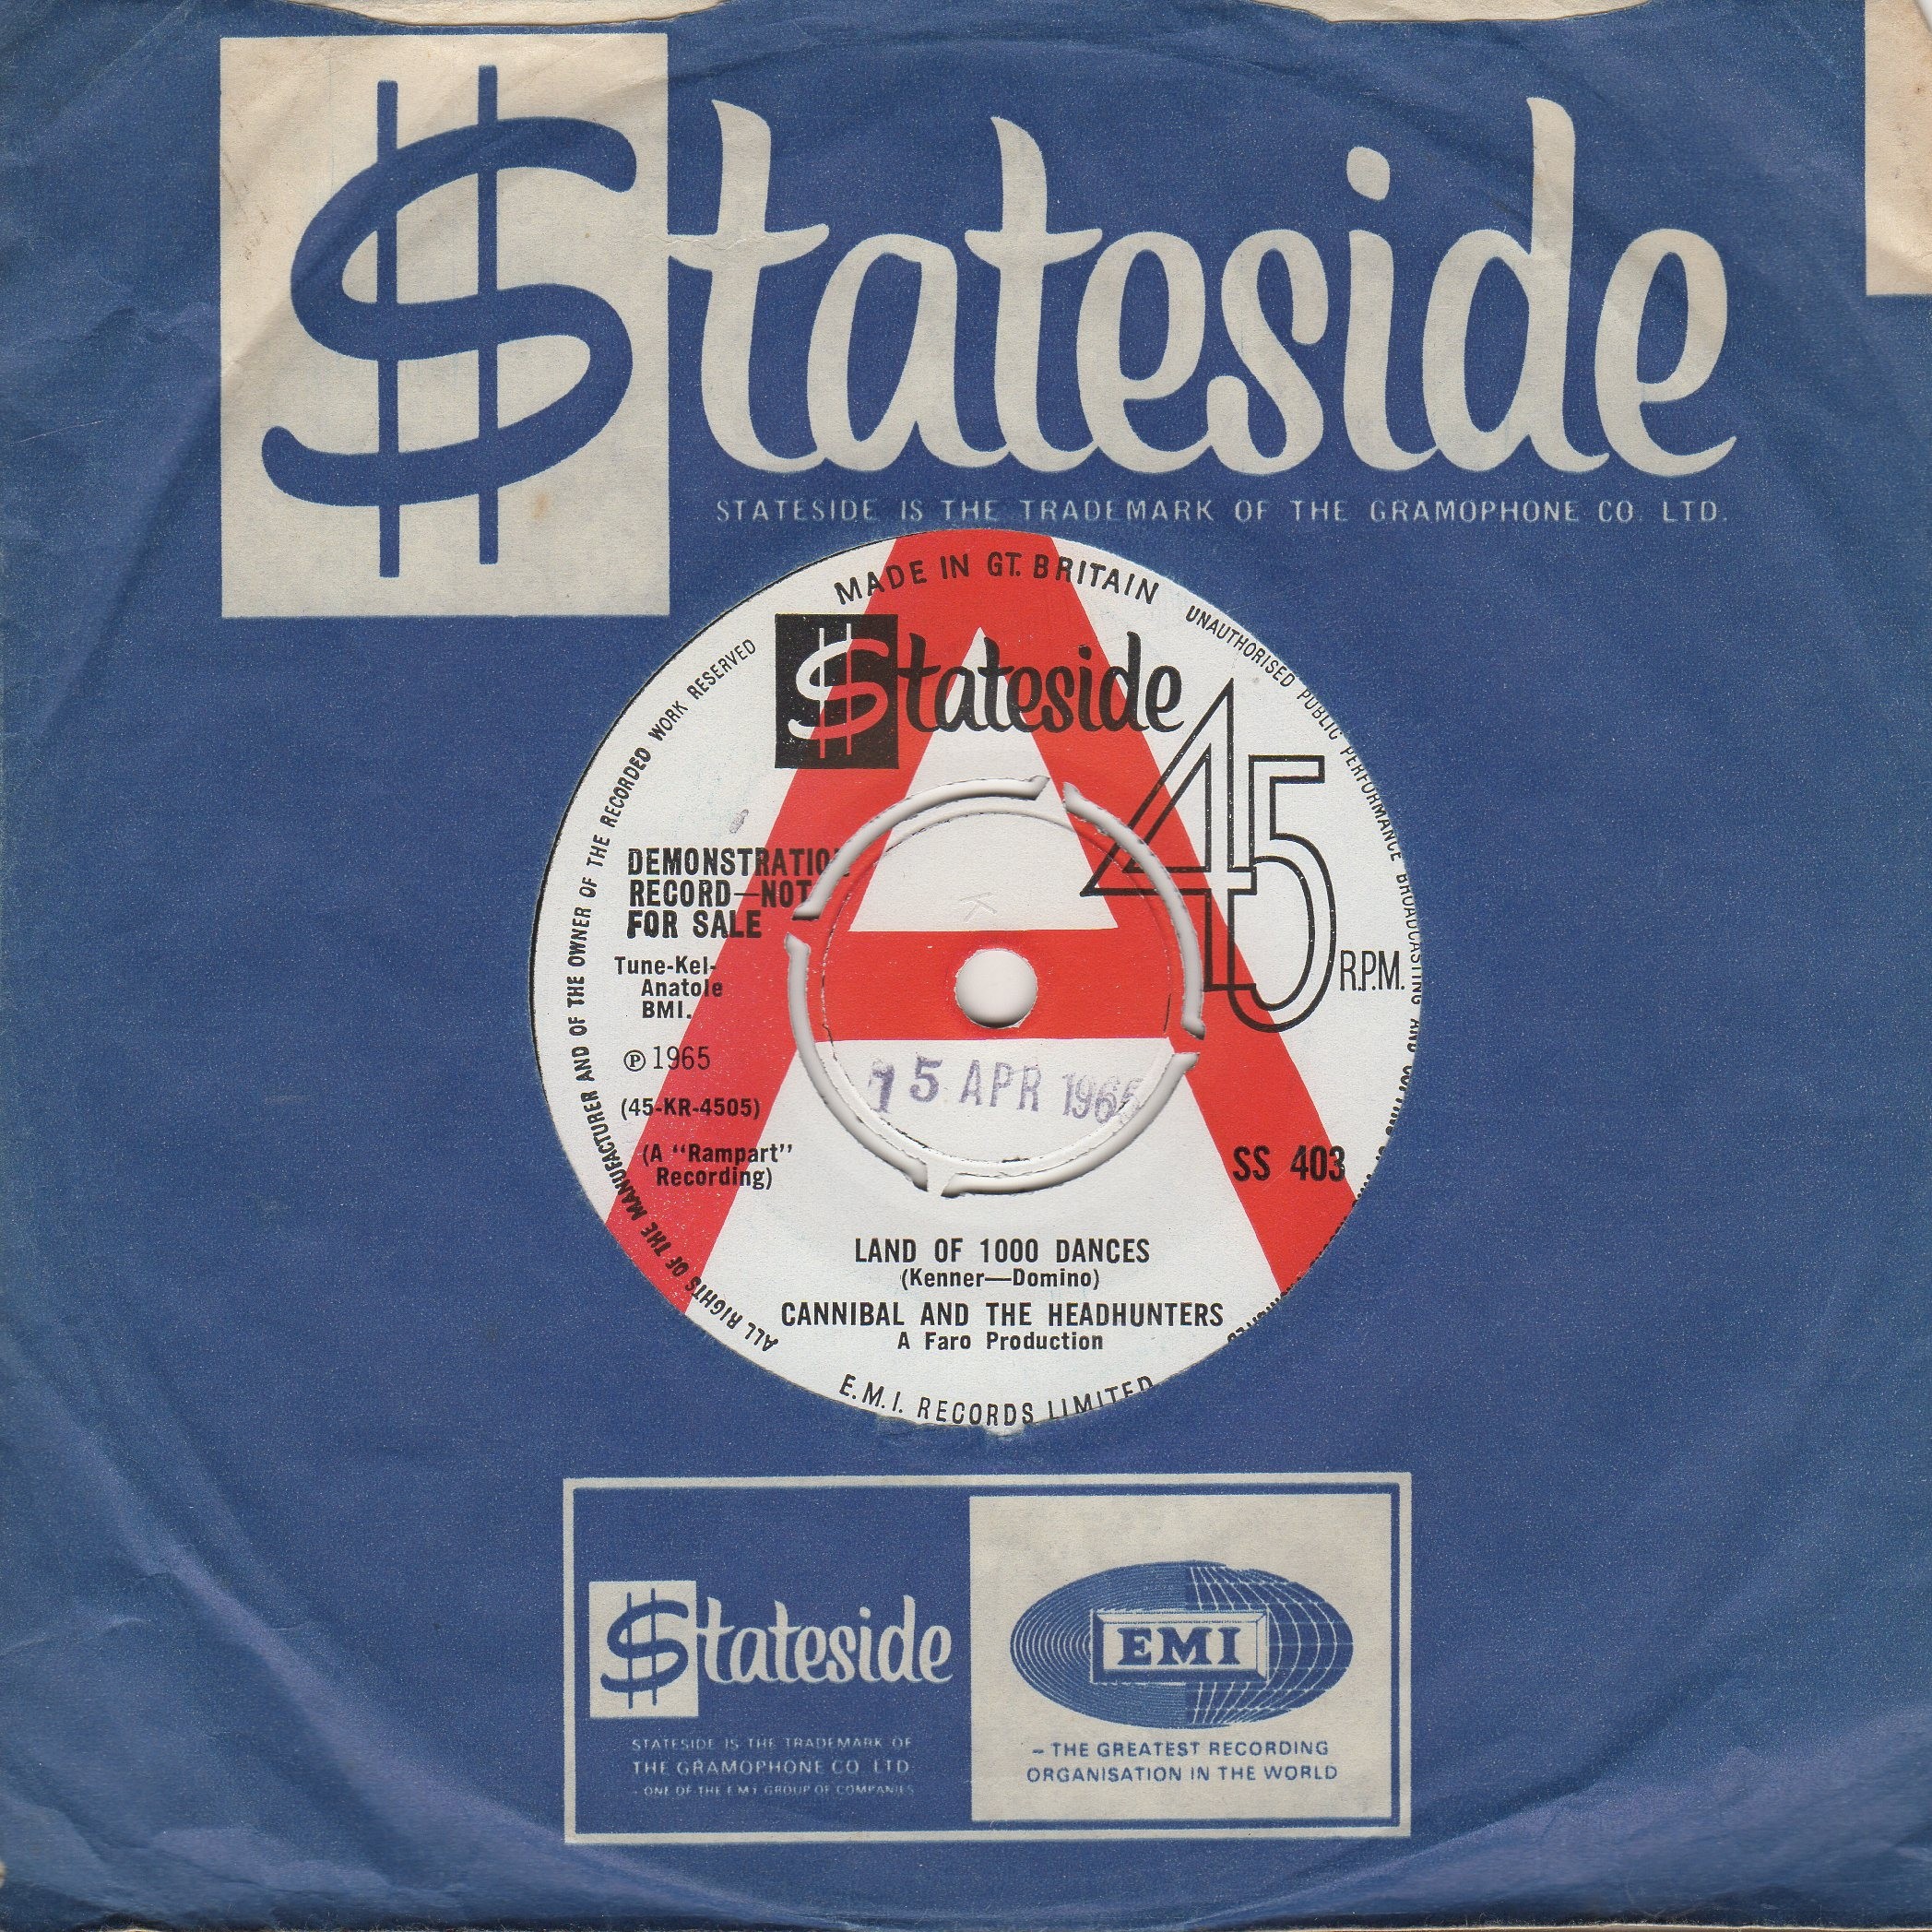 $tateside
STATESIDE IS THE TRADEMARK OF THE GRAMOPHONE CO. LTD.
MADE IN GT. BRITAIN
$tateside
45
R.P.M.
DEMONSTRATIO
RECORD—NOT
FOR SALE
Tune-Kel-
Anatole
BMI.
℗ 1965
(45-KR-4505)
(A "Rampart"
Recording)
15 APR 1965
SS 403
LAND OF 1000 DANCES
(Kenner—Domino)
CANNIBAL AND THE HEADHUNTERS
A Faro Production
E.M.I. RECORDS LIMITED
ALL RIGHTS OF THE MANUFACTURER AND OF THE OWNER OF THE RECORDED WORK RESERVED
UNAUTHORISED PUBLIC PERFORMANCE BROADCASTING AND
$tateside
STATESIDE IS THE TRADEMARK OF
THE GRAMOPHONE CO. LTD.
- ONE OF THE E.M.I. GROUP OF COMPANIES
EMI
– THE GREATEST RECORDING
ORGANISATION IN THE WORLD